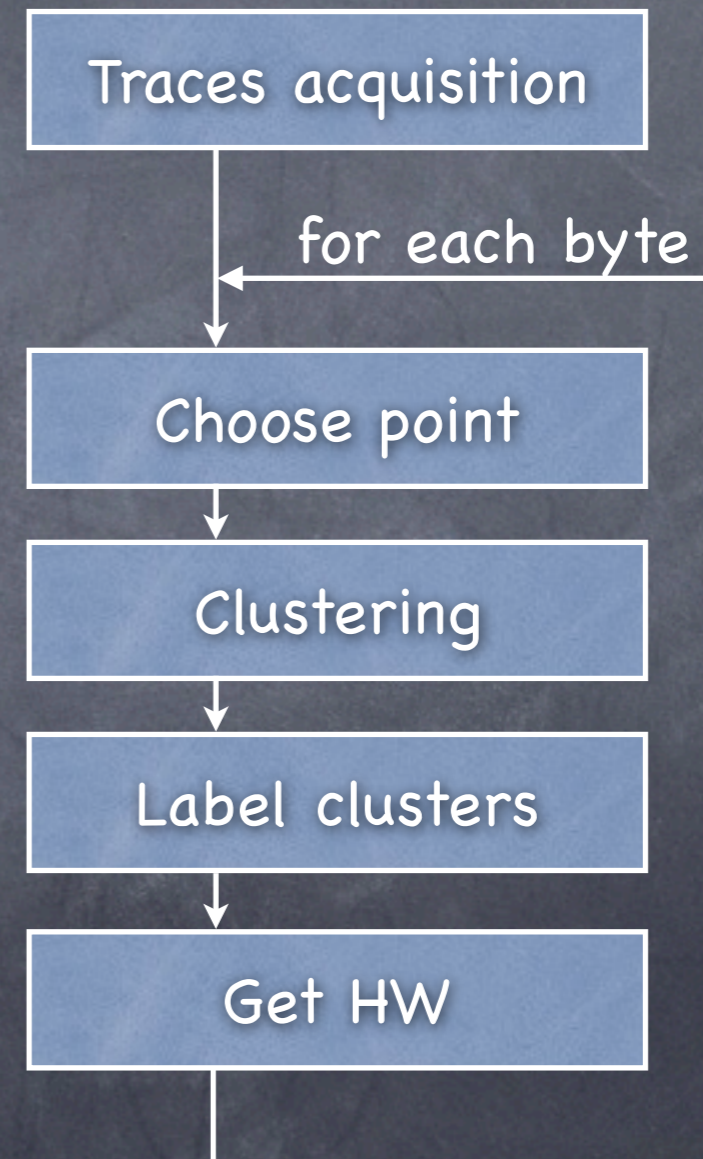 Traces acquisition
for each byte
Choose point
Clustering
Label clusters
Get HW